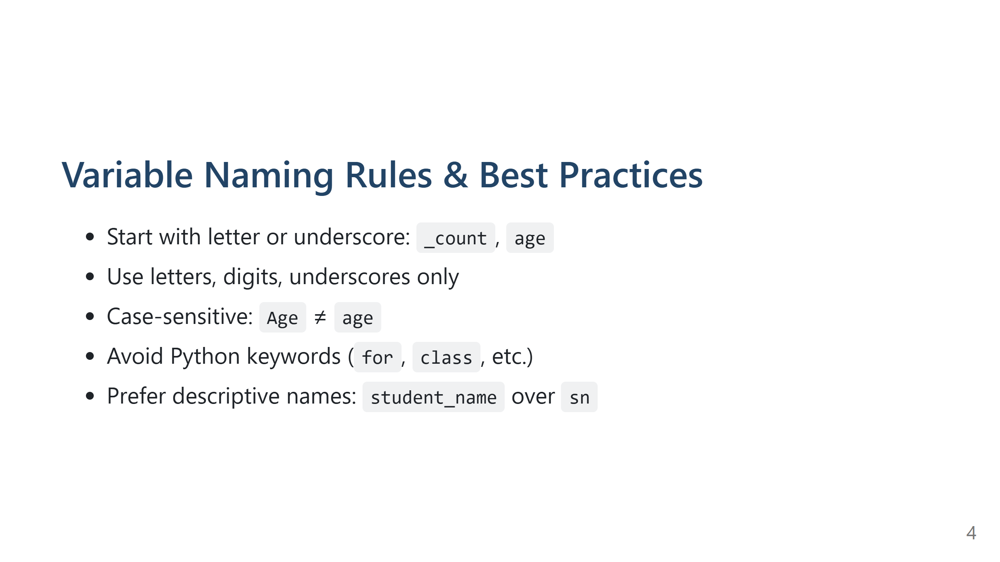 Variable Naming Rules & Best Practices
• Start with letter or underscore: _count, age
• Use letters, digits, underscores only
• Case-sensitive: Age ≠ age
• Avoid Python keywords (for, class, etc.)
• Prefer descriptive names: student_name over sn
4